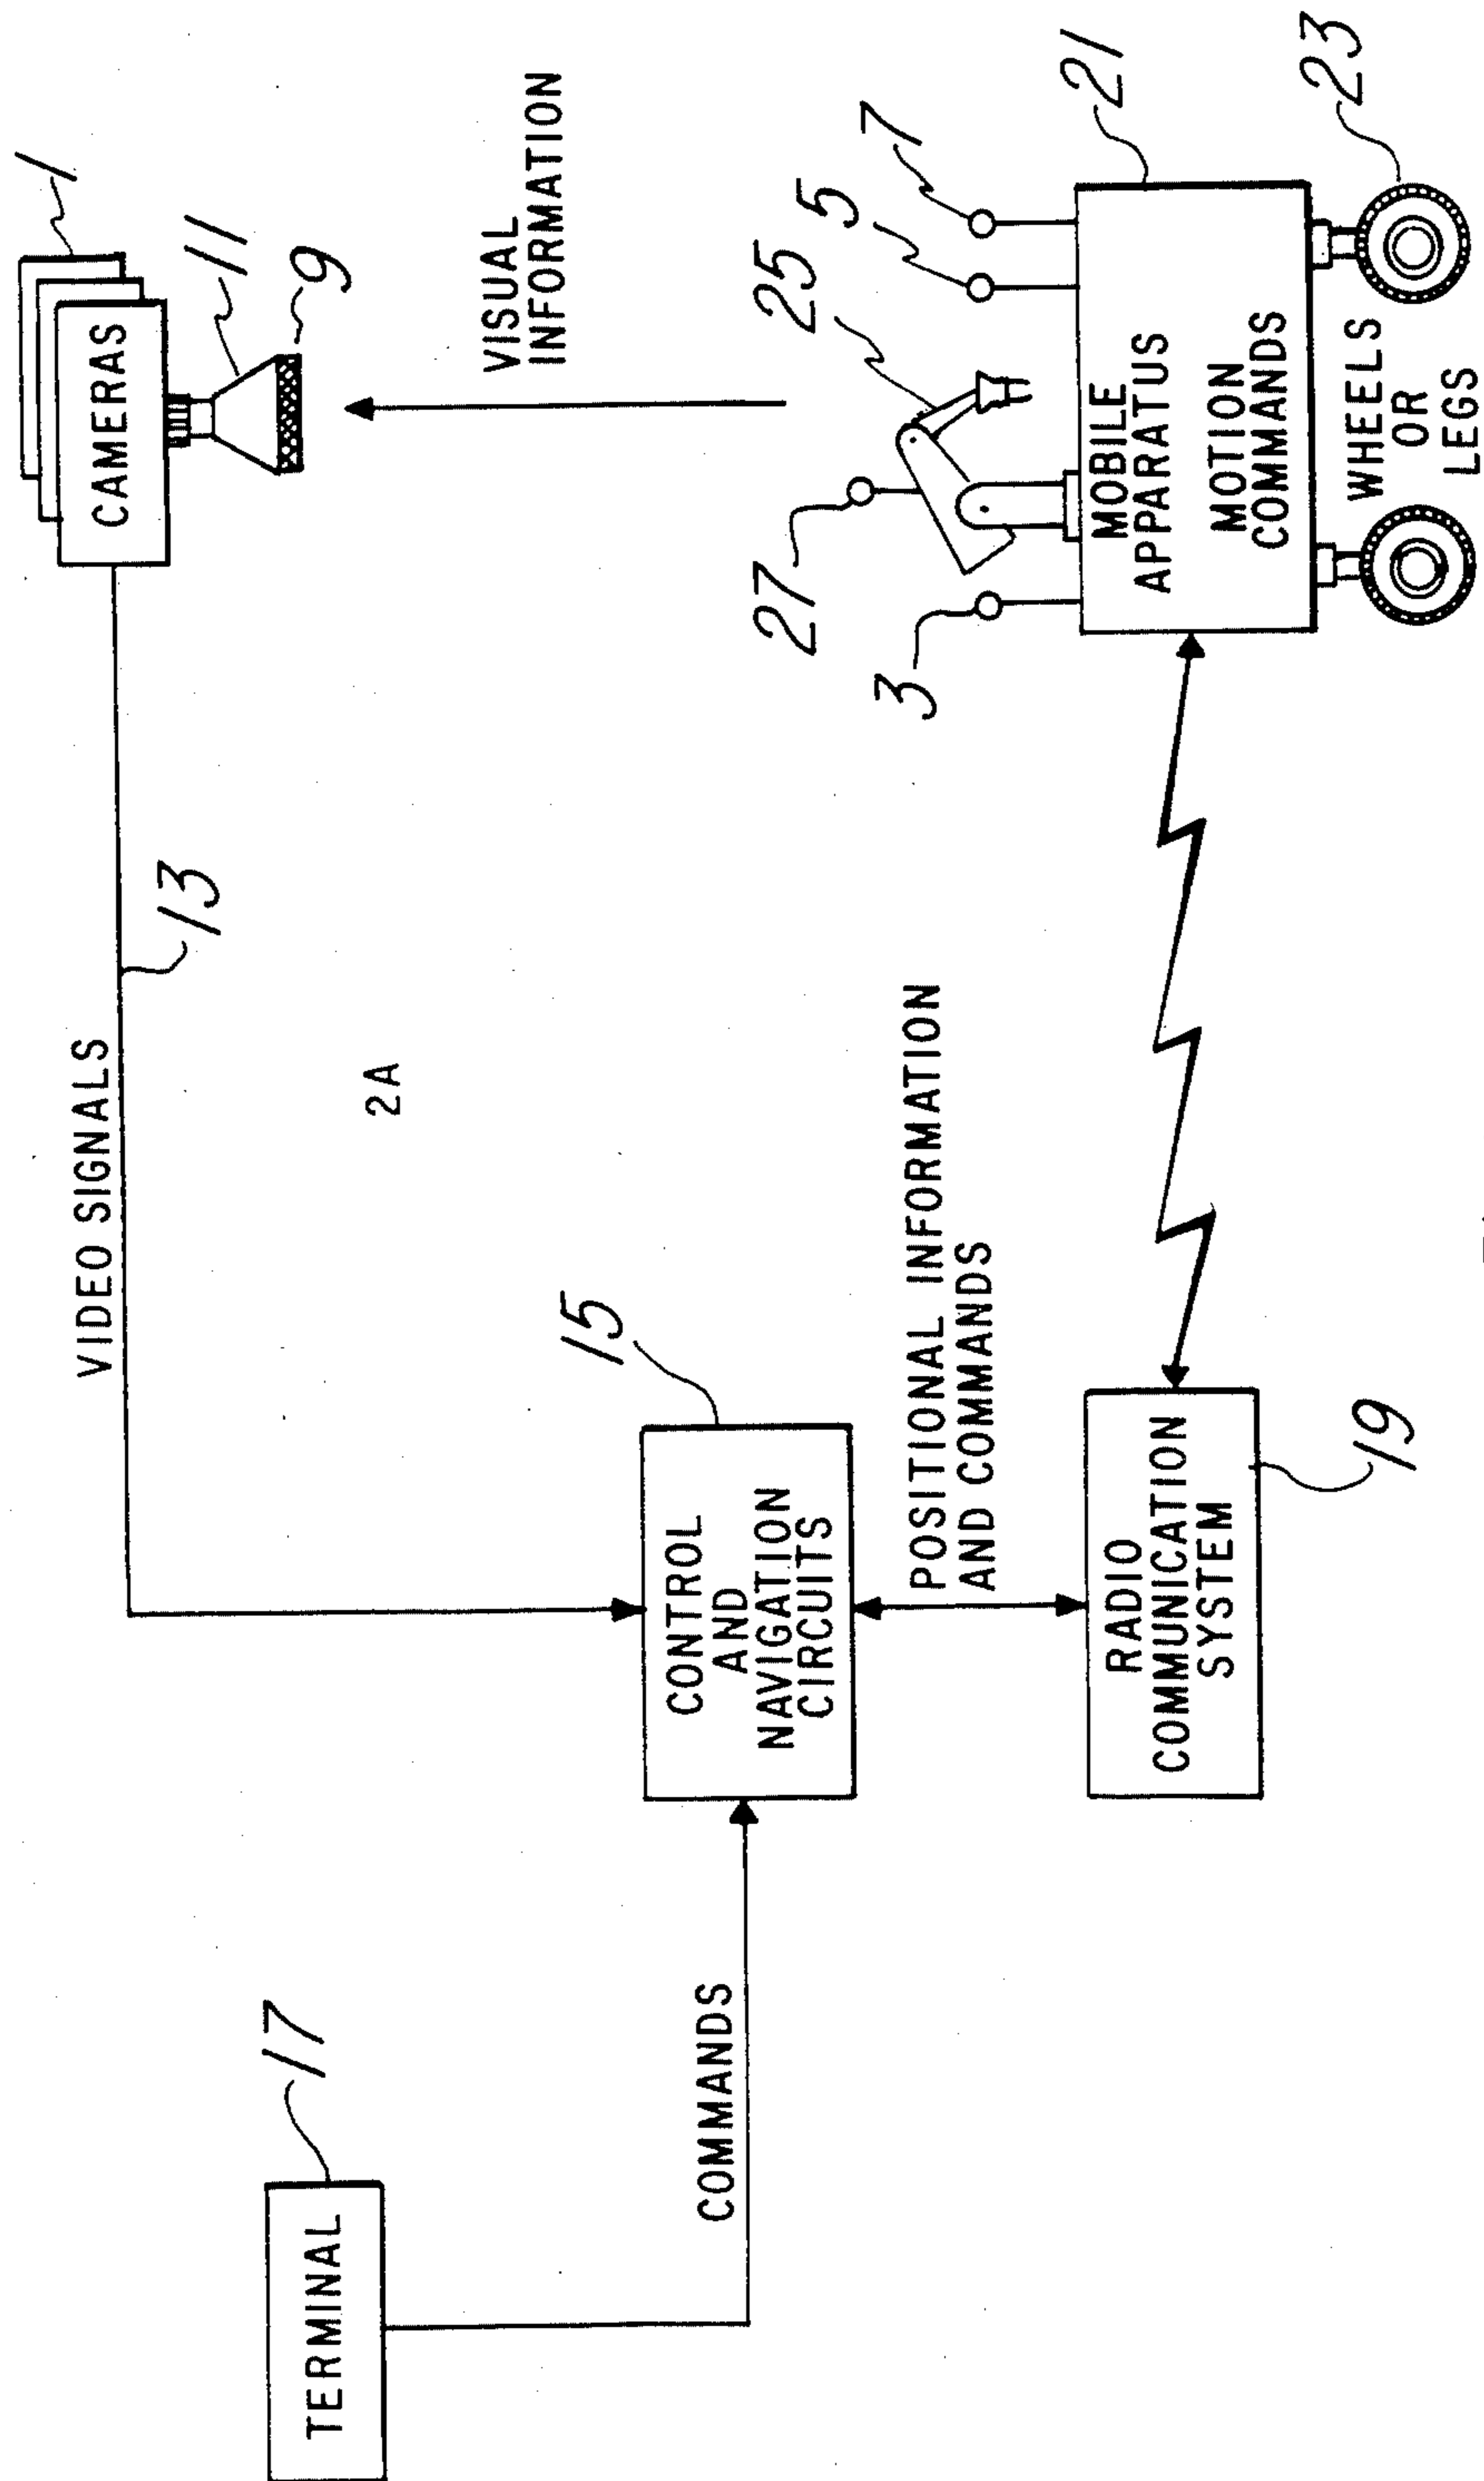 1
CAMERAS
11
9
VISUAL
INFORMATION
VIDEO SIGNALS
13
2A
17
TERMINAL
COMMANDS
15
CONTROL
AND
NAVIGATION
CIRCUITS
POSITIONAL INFORMATION
AND COMMANDS
RADIO
COMMUNICATION
SYSTEM
19
27
3
25
5
7
MOBILE
APPARATUS
MOTION
COMMANDS
21
WHEELS
OR
LEGS
23